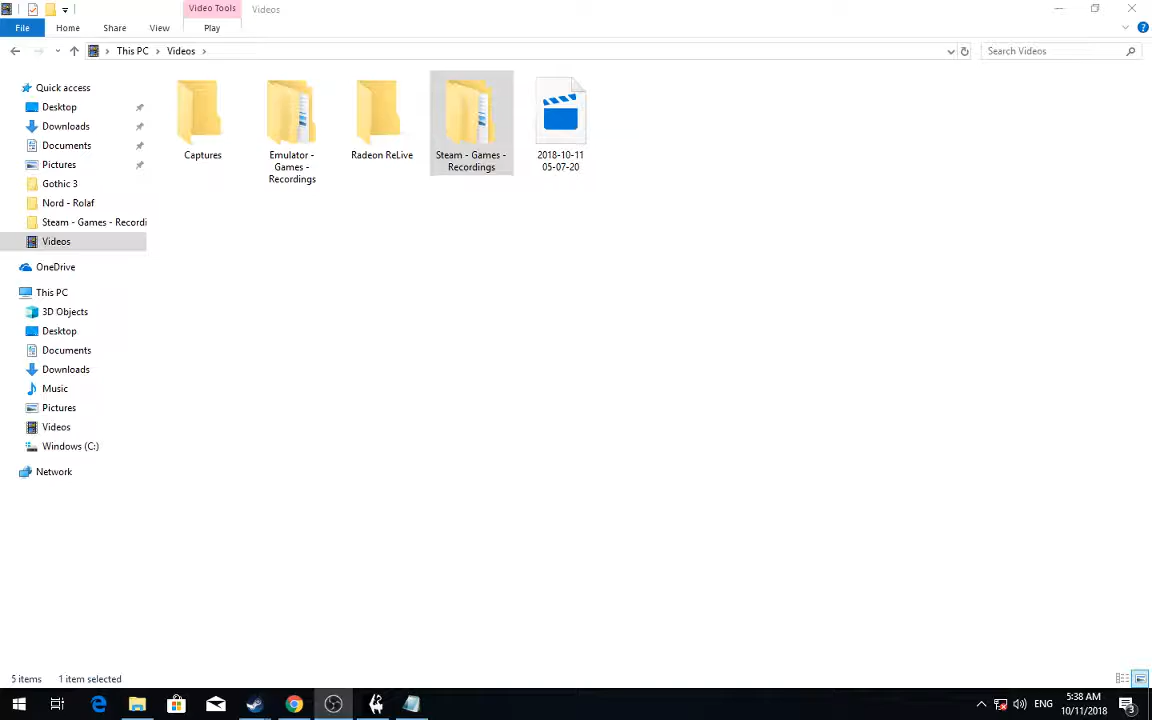 Video Tools
Videos
File
Home
Share
View
Play
This PC
Videos
Search Videos
Quick access
Desktop
Downloads
Documents
Pictures
Gothic 3
Nord - Rolaf
Steam - Games - Recordi
Videos
OneDrive
This PC
3D Objects
Desktop
Documents
Downloads
Music
Pictures
Videos
Windows (C:)
Network
Captures
Emulator -
Games -
Recordings
Radeon ReLive
Steam - Games -
Recordings
2018-10-11
05-07-20
5 items
1 item selected
ENG
5:38 AM
10/11/2018
3